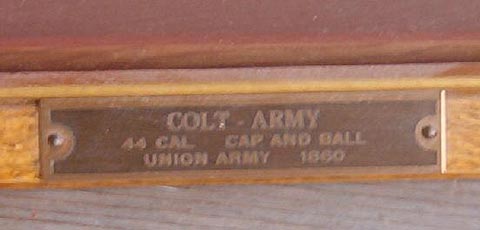 COLT - ARMY
44 CAL CAP AND BALL
UNION ARMY 1860